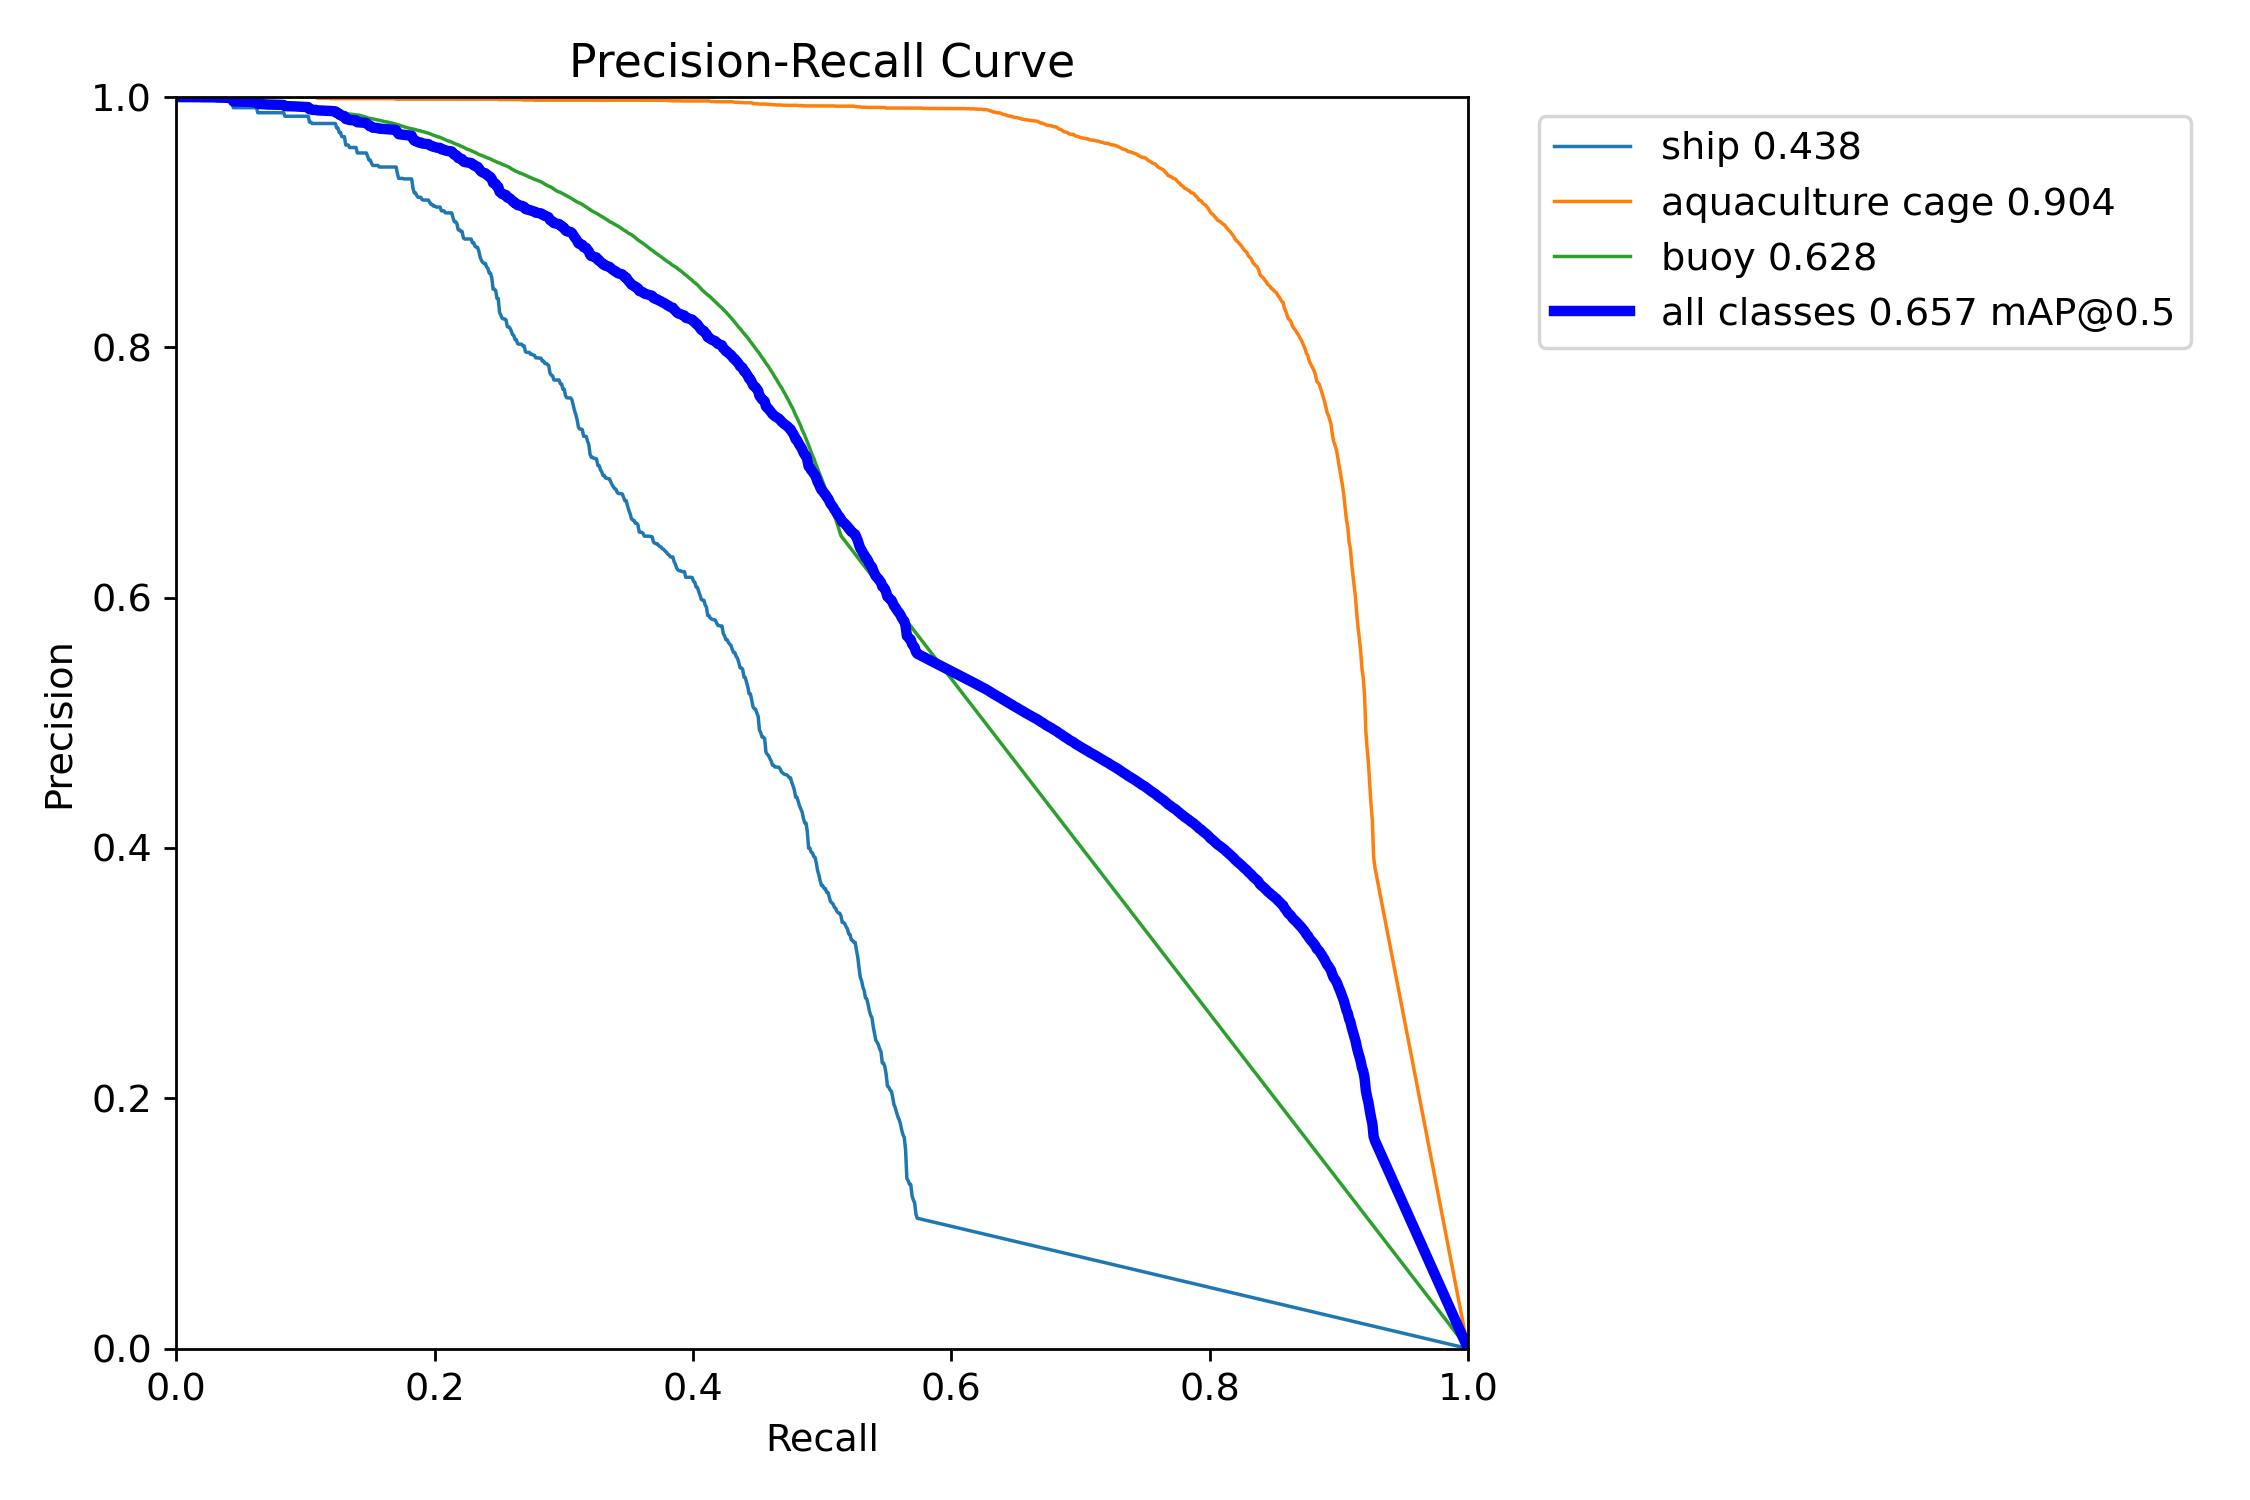 Precision-Recall Curve
1.0
0.8
0.6
0.4
0.2
0.0
Precision
0.0 0.2 0.4 0.6 0.8 1.0
Recall
ship 0.438
aquaculture cage 0.904
buoy 0.628
all classes 0.657 mAP@0.5